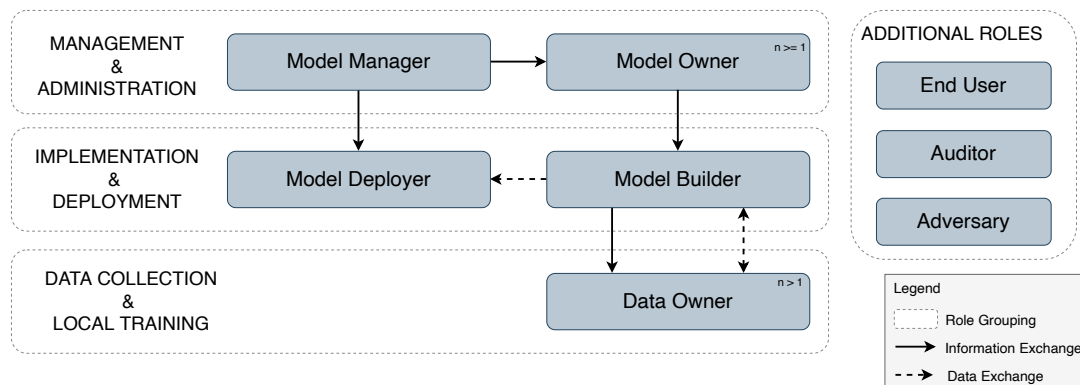 MANAGEMENT
&
ADMINISTRATION
Model Manager
Model Owner
n >= 1
IMPLEMENTATION
&
DEPLOYMENT
Model Deployer
Model Builder
DATA COLLECTION
&
LOCAL TRAINING
Data Owner
n > 1
ADDITIONAL ROLES
End User
Auditor
Adversary
Legend
Role Grouping
Information Exchange
Data Exchange